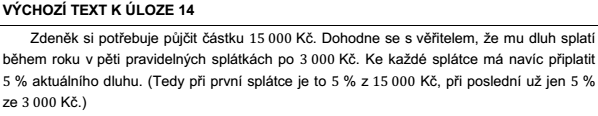 VÝCHOZÍ TEXT K ÚLOZE 14
Zdeněk si potřebuje půjčit částku 15 000 Kč. Dohodne se s věřitelem, že mu dluh splatí
během roku v pěti pravidelných splátkách po 3 000 Kč. Ke každé splátce má navíc připlatit
5 % aktuálního dluhu. (Tedy při první splátce je to 5 % z 15 000 Kč, při poslední už jen 5 %
ze 3 000 Kč.)